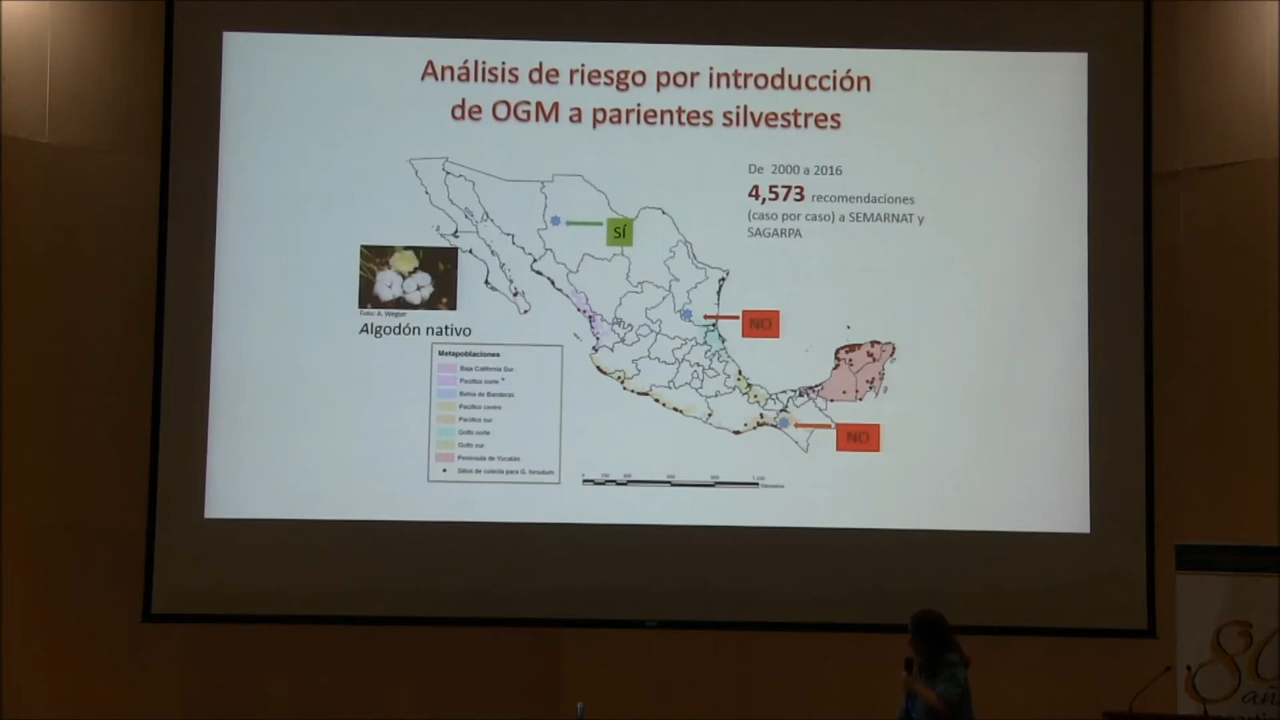 Análisis de riesgo por introducción
de OGM a parientes silvestres
De 2000 a 2016
4,573 recomendaciones
(caso por caso) a SEMARNAT y
SAGARPA
SÍ
NO
NO
Foto: A. Wegier
Algodón nativo
Metapoblaciones
Baja California Sur
Pacífico norte *
Bahía de Banderas
Pacífico centro
Pacífico sur
Golfo norte
Golfo sur
Península de Yucatán
Sitios de colecta para G. hirsutum
80